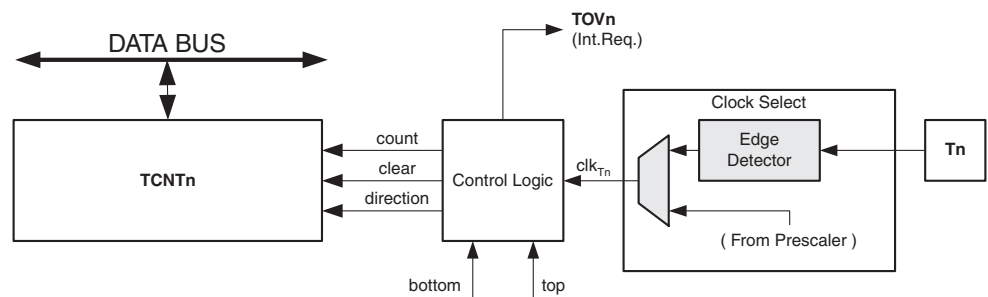 TOVn
(Int.Req.)
DATA BUS
Clock Select
count
Edge
Detector
Tn
TCNTn
clear
Control Logic
clkTn
direction
( From Prescaler )
bottom
top